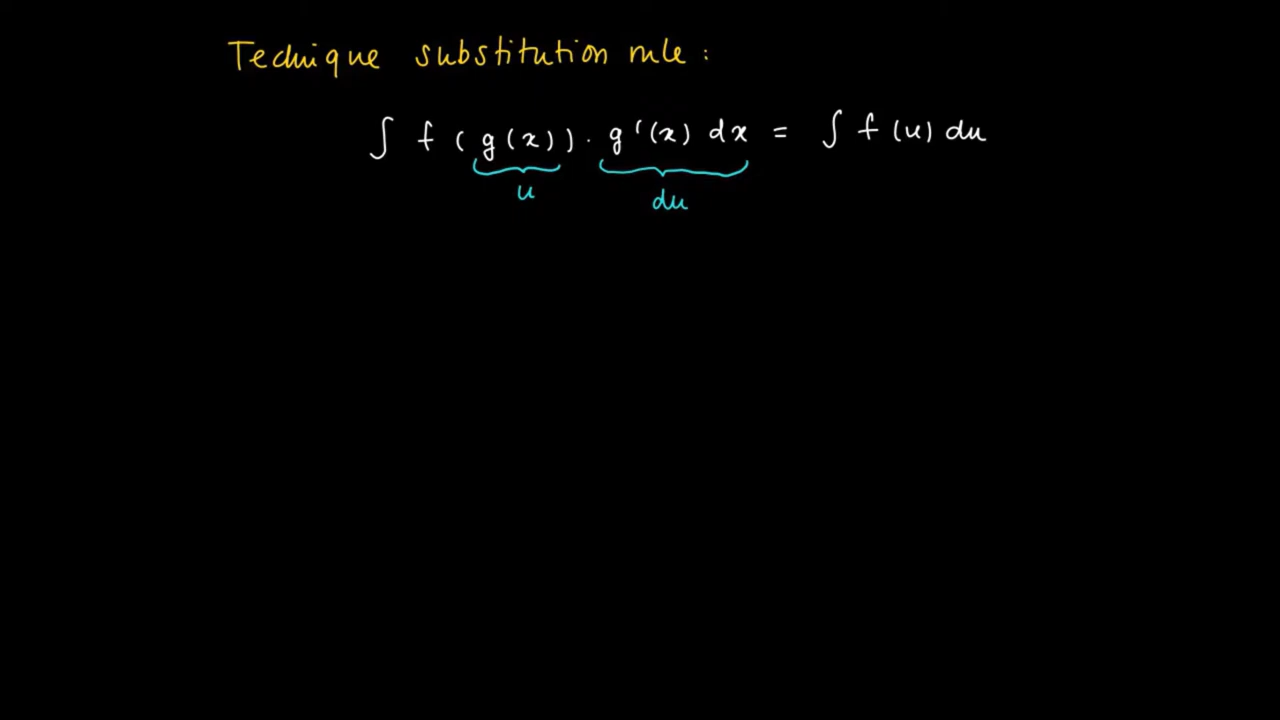 Technique substitution rule :
∫ f ( g(x) ) · g'(x) dx = ∫ f (u) du
u du